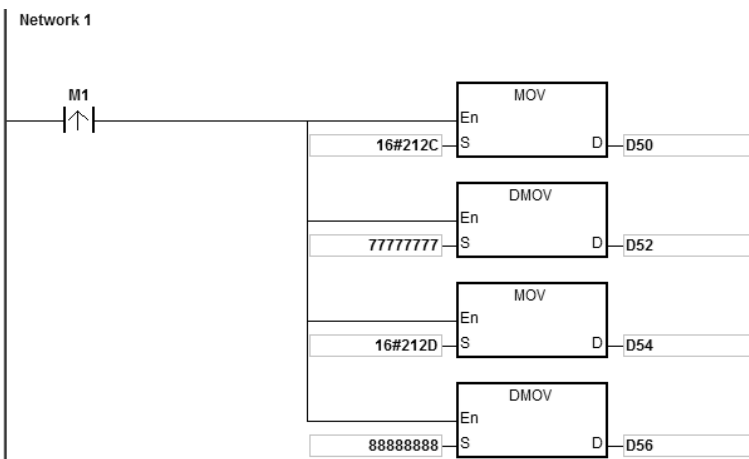 Network 1
M1
MOV
En
16#212C S D D50
DMOV
En
77777777 S D D52
MOV
En
16#212D S D D54
DMOV
En
88888888 S D D56